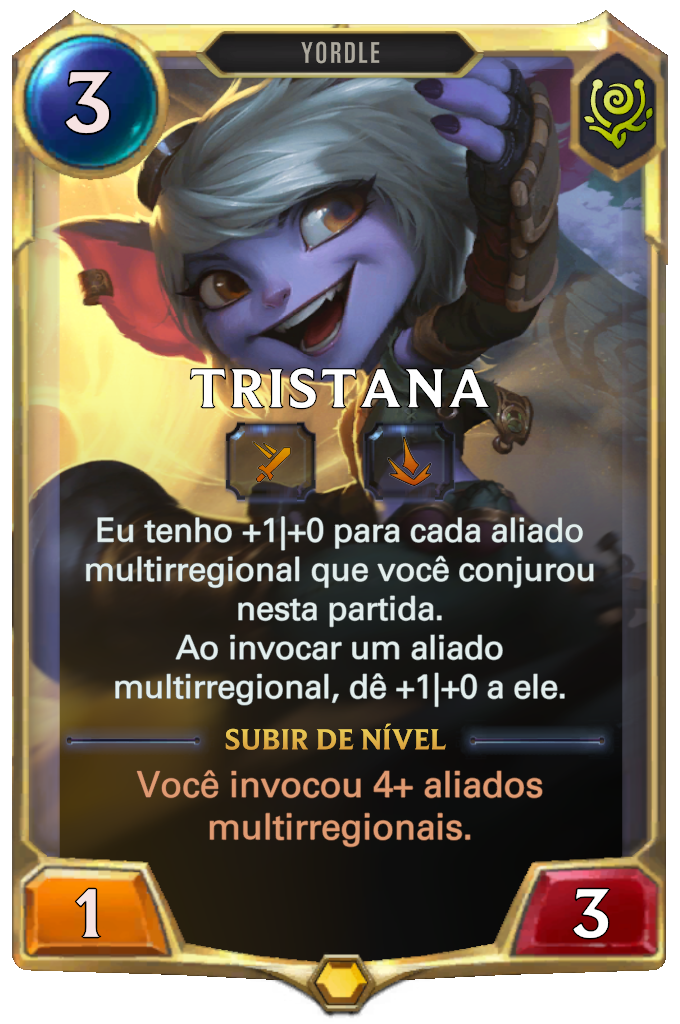 YORDLE
3
TRISTANA
Eu tenho +1|+0 para cada aliado
multirregional que você conjurou
nesta partida.
Ao invocar um aliado
multirregional, dê +1|+0 a ele.
SUBIR DE NÍVEL
Você invocou 4+ aliados
multirregionais.
1
3